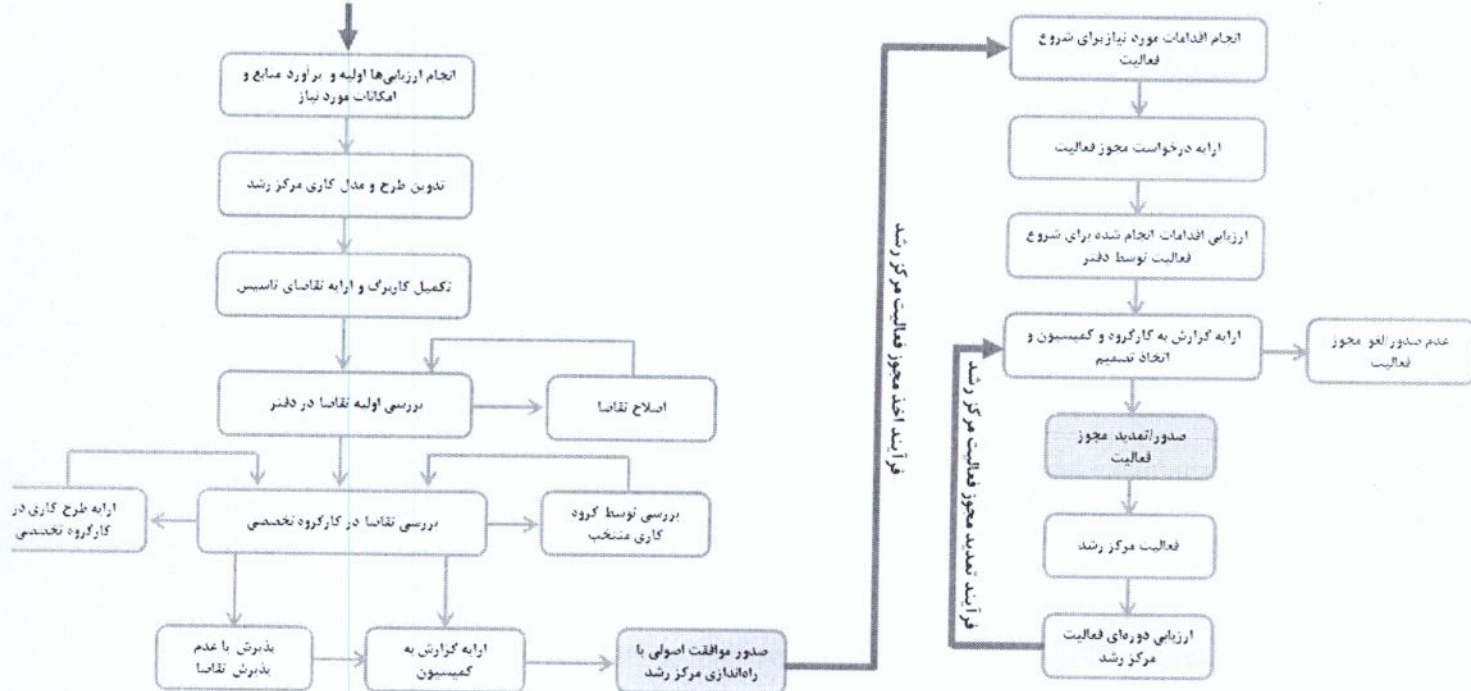 انجام ارزیابی‌ها اولیه و برآورد منابع و
امکانات مورد نیاز
تدوین طرح و مدل کاری مرکز رشد
تکمیل کاربرگ و ارایه تقاضای تاسیس
بررسی اولیه تقاضا در دفتر
اصلاح تقاضا
بررسی تقاضا در کارگروه تخصصی
بررسی توسط گروه
کاری منتخب
ارایه طرح کاری در
کارگروه تخصصی
پذیرش یا عدم
پذیرش تقاضا
ارایه گزارش به
کمیسیون
صدور موافقت اصولی با
راه‌اندازی مرکز رشد
فرآیند اخذ مجوز فعالیت مرکز رشد
انجام اقدامات مورد نیاز برای شروع
فعالیت
ارایه درخواست مجوز فعالیت
ارزیابی اقدامات انجام شده برای شروع
فعالیت توسط دفتر
ارایه گزارش به کارگروه و کمیسیون و
اتخاذ تصمیم
عدم صدور/لغو مجوز
فعالیت
صدور/تمدید مجوز
فعالیت
فعالیت مرکز رشد
ارزیابی دوره‌ای فعالیت
مرکز رشد
فرآیند تمدید مجوز فعالیت مرکز رشد